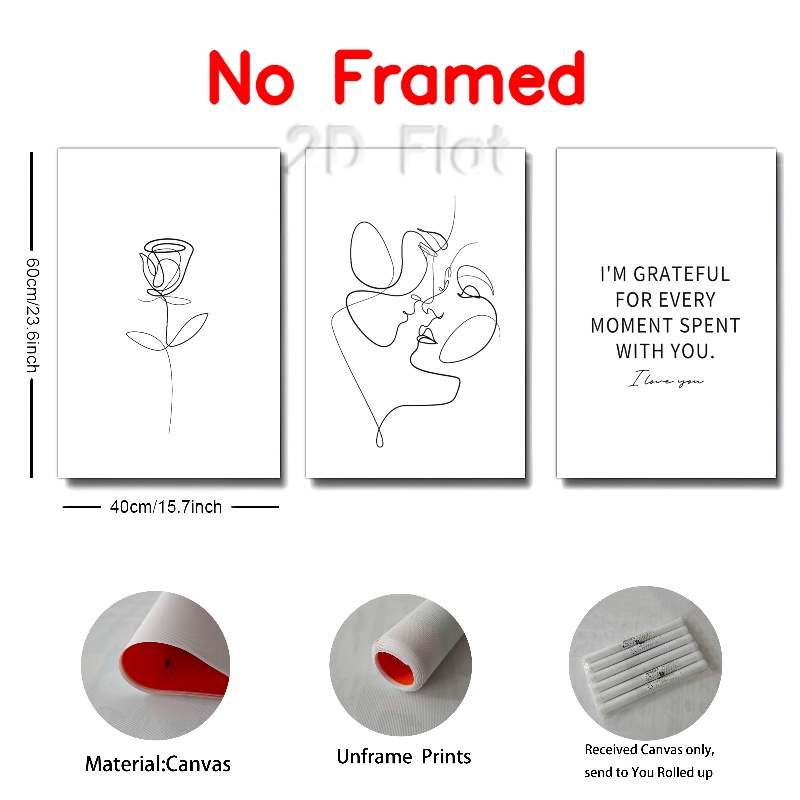 No Framed
2D Flat
60cm/23.6inch
I'M GRATEFUL
FOR EVERY
MOMENT SPENT
WITH YOU.
I love you
40cm/15.7inch
Material:Canvas
Unframe Prints
Received Canvas only,
send to You Rolled up